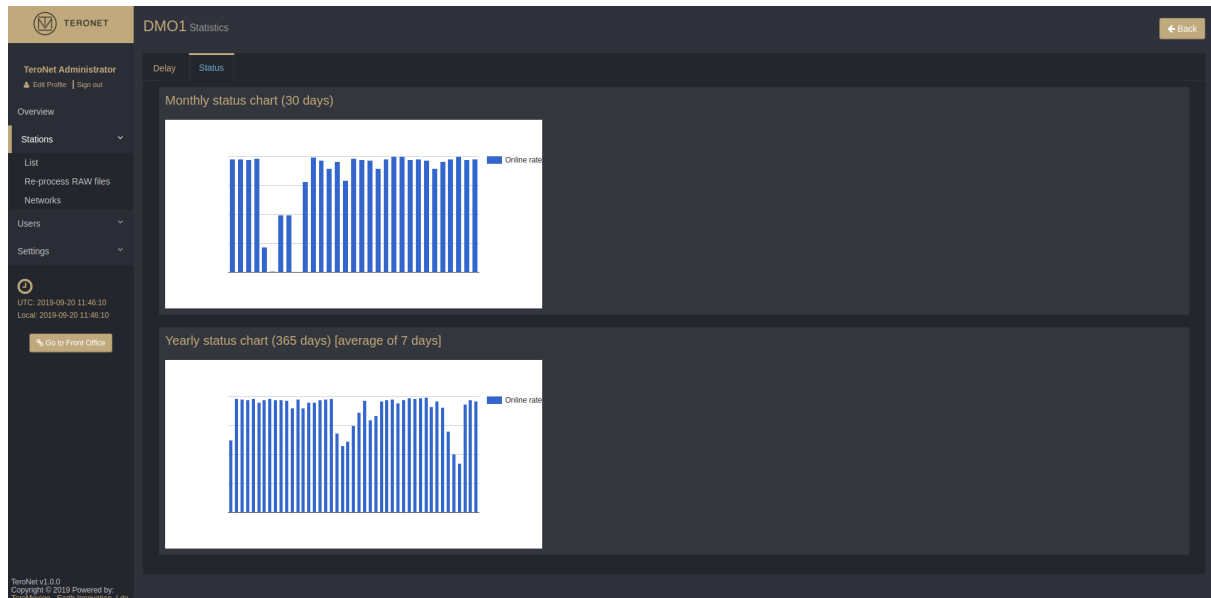 TERONET
DMO1 Statistics
Back
TeroNet Administrator
Edit Profile | Sign out
Delay
Status
Overview
Stations
List
Re-process RAW files
Networks
Users
Settings
UTC: 2019-09-20 11:46:10
Local: 2019-09-20 11:46:10
Go to Front Office
Monthly status chart (30 days)
Online rate
Yearly status chart (365 days) [average of 7 days]
Online rate
TeroNet v1.0.0
Copyright © 2019 Powered by: